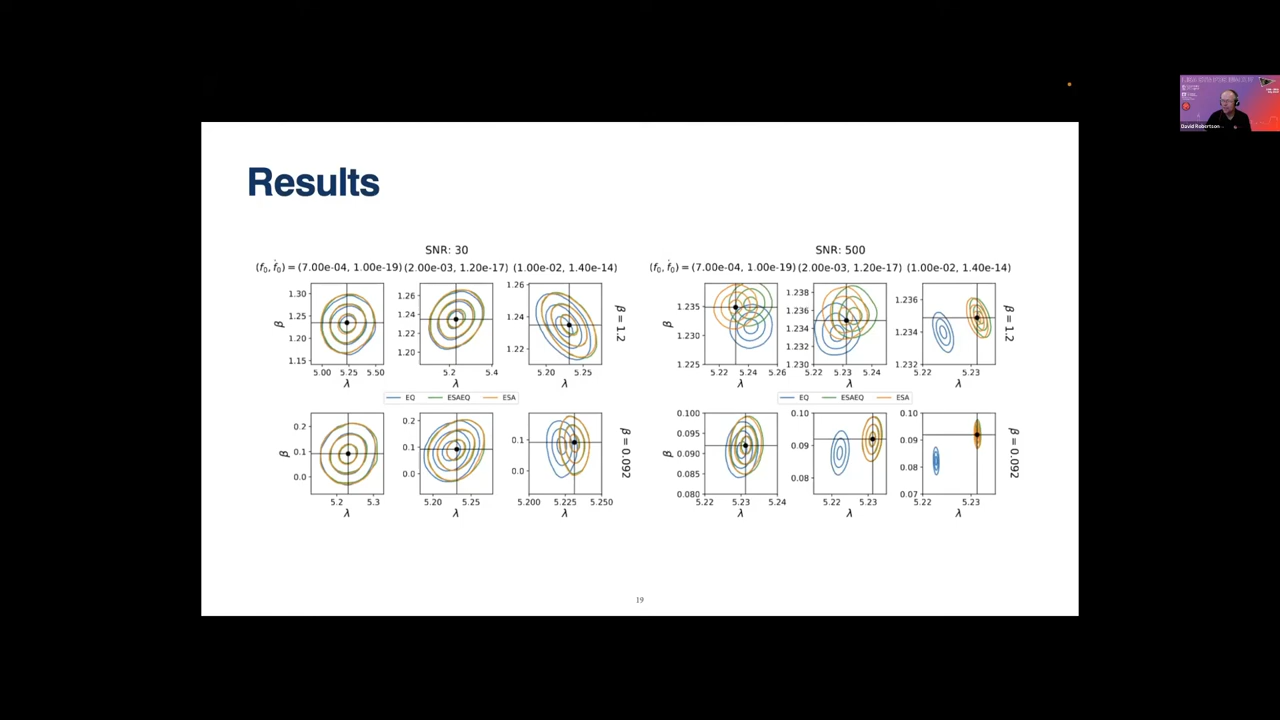 Results
SNR: 30
(f₀, ḟ₀) = (7.00e-04, 1.00e-19) (2.00e-03, 1.20e-17) (1.00e-02, 1.40e-14)
1.30
1.25
1.20
1.15
β
5.00 5.25 5.50
λ
1.26
1.24
1.22
1.20
5.2 5.4
λ
1.26
1.24
1.22
5.20 5.25
λ
β = 1.2
EQ ESAEQ ESA
0.2
0.1
0.0
β
5.2 5.3
λ
0.2
0.1
0.0
5.20 5.25
λ
0.1
0.0
5.200 5.225 5.250
λ
β = 0.092
SNR: 500
(f₀, ḟ₀) = (7.00e-04, 1.00e-19) (2.00e-03, 1.20e-17) (1.00e-02, 1.40e-14)
1.235
1.230
1.225
β
5.22 5.24 5.26
λ
1.238
1.236
1.234
1.232
1.230
5.22 5.23 5.24
λ
1.236
1.234
1.232
5.22 5.23
λ
β = 1.2
EQ ESAEQ ESA
0.100
0.095
0.090
0.085
0.080
β
5.22 5.23 5.24
λ
0.10
0.09
0.08
5.22 5.23
λ
0.10
0.09
0.08
0.07
5.22 5.23
λ
β = 0.092
19
David Robertson